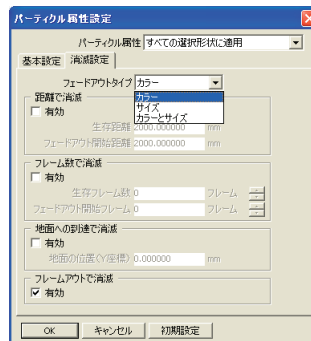 パーティクル属性設定
パーティクル属性 すべての選択形状に適用
基本設定 消滅設定
フェードアウトタイプ カラー
カラー
サイズ
カラーとサイズ
距離で消滅
有効
生存距離 2000.000000 mm
フェードアウト開始距離 2000.000000 mm
フレーム数で消滅
有効
生存フレーム数 0 フレーム
フェードアウト開始フレーム 0 フレーム
地面への到達で消滅
有効
地面の位置(Y座標) 0.000000 mm
フレームアウトで消滅
有効
OK キャンセル 初期設定